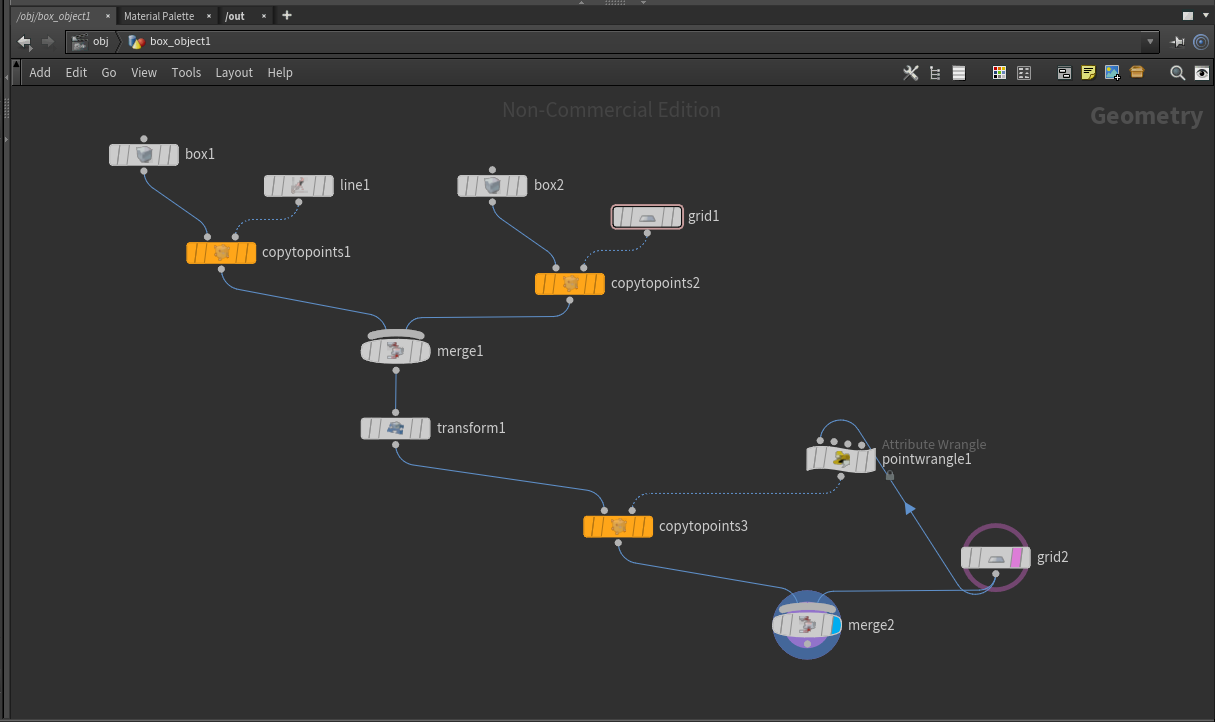 /obj/box_object1 × Material Palette × /out × +
obj box_object1
Add Edit Go View Tools Layout Help
Non-Commercial Edition
Geometry
box1
line1
box2
grid1
copytopoints1
copytopoints2
merge1
transform1
Attribute Wrangle
pointwrangle1
copytopoints3
grid2
merge2